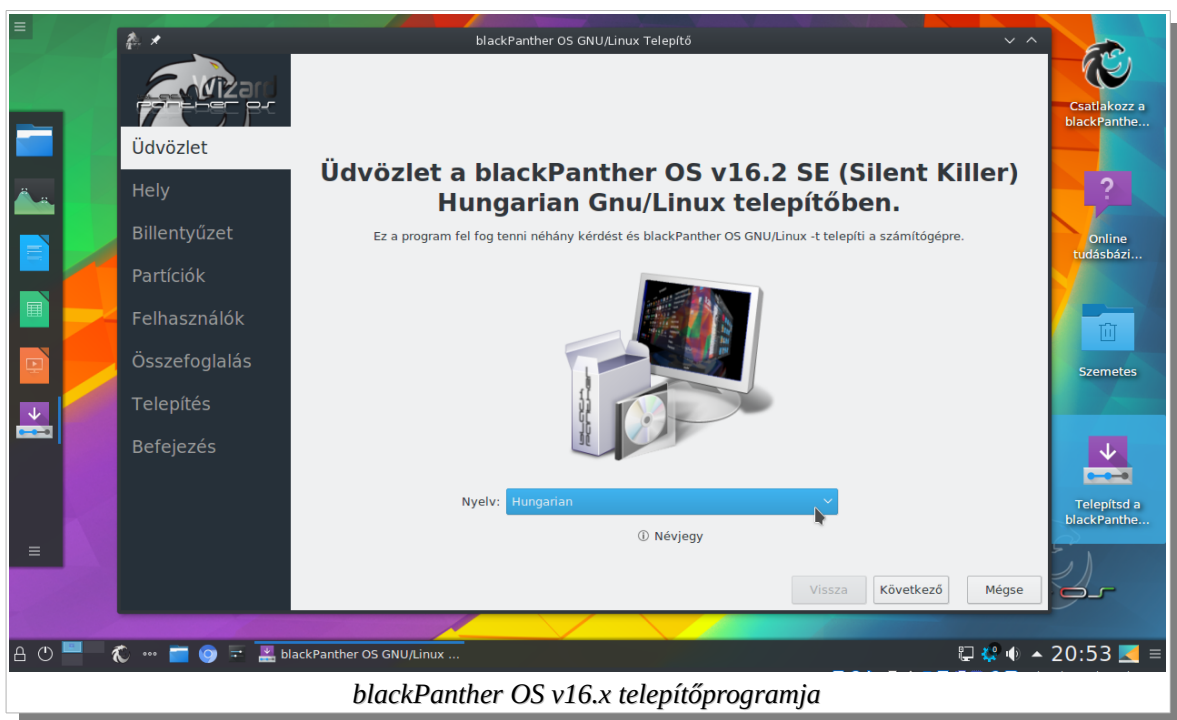 blackPanther OS GNU/Linux Telepítő
Wizard
panther os
Üdvözlet
Hely
Billentyűzet
Partíciók
Felhasználók
Összefoglalás
Telepítés
Befejezés
Üdvözlet a blackPanther OS v16.2 SE (Silent Killer)
Hungarian Gnu/Linux telepítőben.
Ez a program fel fog tenni néhány kérdést és blackPanther OS GNU/Linux -t telepíti a számítógépre.
Nyelv: Hungarian
Névjegy
Vissza
Következő
Mégse
Csatlakozz a
blackPanthe...
Online
tudásbázi...
Szemetes
Telepítsd a
blackPanthe...
blackPanther OS GNU/Linux ...
20:53
blackPanther OS v16.x telepítőprogramja